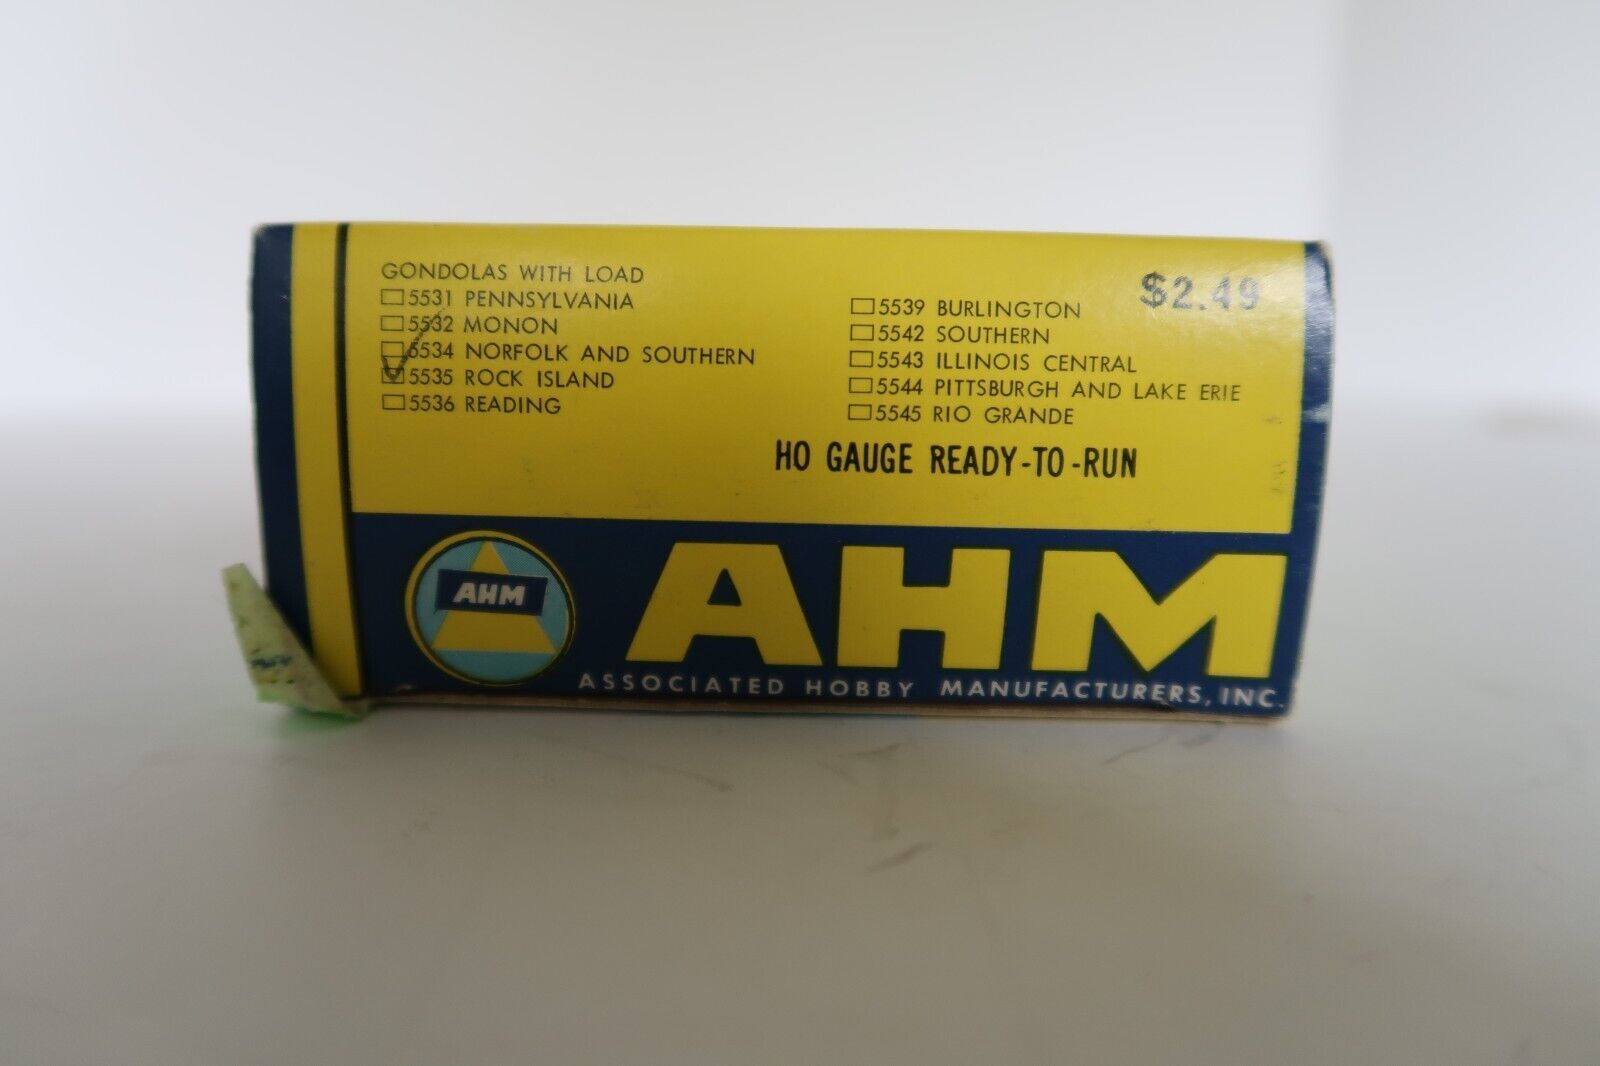 GONDOLAS WITH LOAD
5531 PENNSYLVANIA
5532 MONON
5534 NORFOLK AND SOUTHERN
5535 ROCK ISLAND
5536 READING
$2.49
5539 BURLINGTON
5542 SOUTHERN
5543 ILLINOIS CENTRAL
5544 PITTSBURGH AND LAKE ERIE
5545 RIO GRANDE
HO GAUGE READY-TO-RUN
AHM
AHM
ASSOCIATED HOBBY MANUFACTURERS, INC.